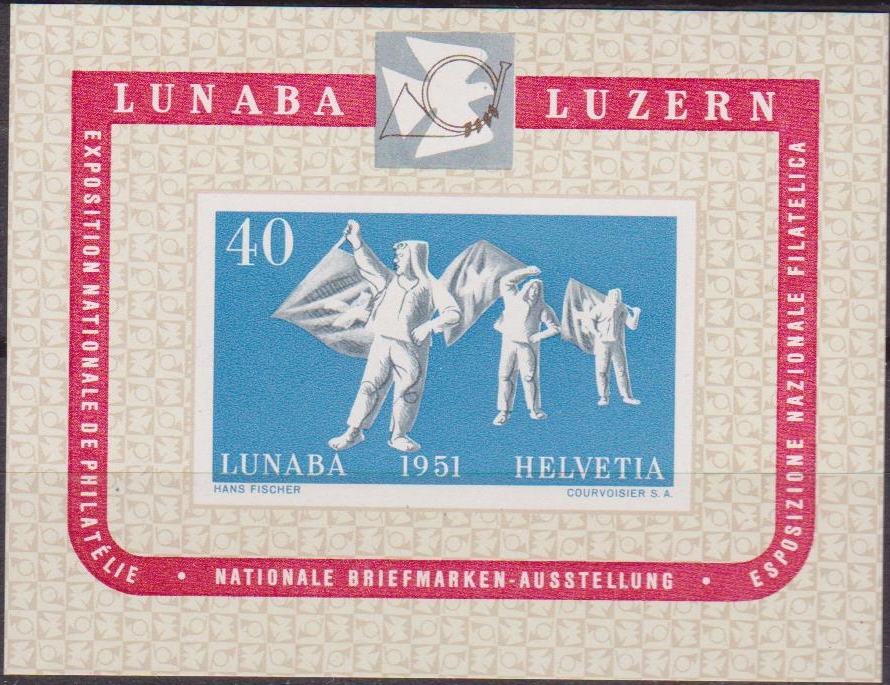 LUNABA LUZERN
EXPOSITION NATIONALE DE PHILATÉLIE • NATIONALE BRIEFMARKEN-AUSSTELLUNG • ESPOSIZIONE NAZIONALE FILATELICA
40
LUNABA 1951 HELVETIA
HANS FISCHER COURVOISIER S.A.